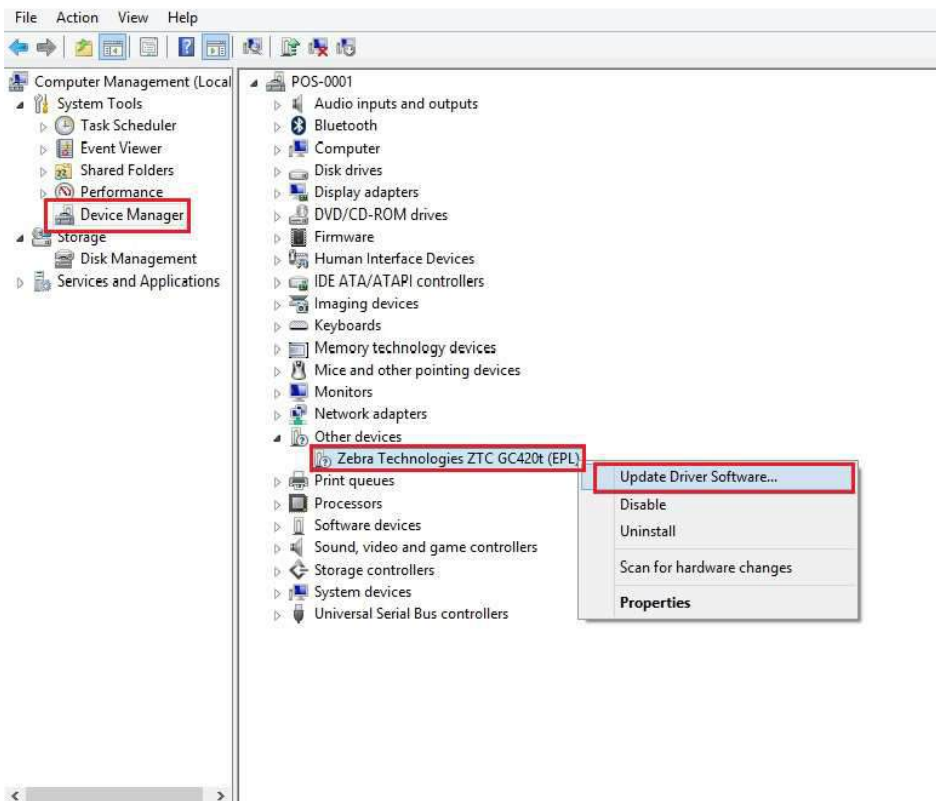 File Action View Help
Computer Management (Local
System Tools
Task Scheduler
Event Viewer
Shared Folders
Performance
Device Manager
Storage
Disk Management
Services and Applications
POS-0001
Audio inputs and outputs
Bluetooth
Computer
Disk drives
Display adapters
DVD/CD-ROM drives
Firmware
Human Interface Devices
IDE ATA/ATAPI controllers
Imaging devices
Keyboards
Memory technology devices
Mice and other pointing devices
Monitors
Network adapters
Other devices
Zebra Technologies ZTC GC420t (EPL)
Print queues
Processors
Software devices
Sound, video and game controllers
Storage controllers
System devices
Universal Serial Bus controllers
Update Driver Software...
Disable
Uninstall
Scan for hardware changes
Properties